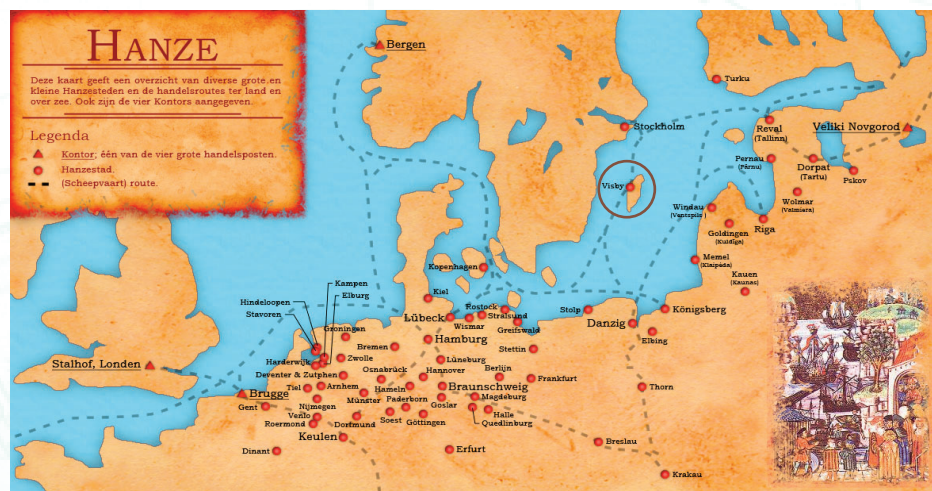 HANZE
Deze kaart geeft een overzicht van diverse grote en
kleine Hanzesteden en de handelsroutes ter land en
over zee. Ook zijn de vier Kontors aangegeven.
Legenda
Kontor; één van de vier grote handelsposten.
Hanzestad.
(Scheepvaart) route.
Bergen
Turku
Stockholm
Reval
(Tallinn)
Veliki Novgorod
Pernau
(Pärnu)
Dorpat
(Tartu)
Pskov
Visby
Wolmar
(Valmiera)
Windau
(Ventspils)
Goldingen
(Kuldiga)
Riga
Memel
(Klaipéda)
Kauen
(Kaunas)
Kopenhagen
Kampen
Elburg
Kiel
Hindeloopen
Stavoren
Rostock
Lübeck
Wismar
Stralsund
Greifswald
Stolp
Königsberg
Danzig
Elbing
Groningen
Hamburg
Bremen
Stettin
Harderwijk
Zwolle
Lüneburg
Stalhof, Londen
Deventer & Zutphen
Osnabrück
Hannover
Berlijn
Frankfurt
Brugge
Tiel
Arnhem
Hameln
Braunschweig
Thorn
Münster
Paderborn
Magdeburg
Gent
Nijmegen
Goslar
Halle
Venlo
Roermond
Dortmund
Soest
Göttingen
Quedlinburg
Keulen
Breslau
Dinant
Erfurt
Krakau